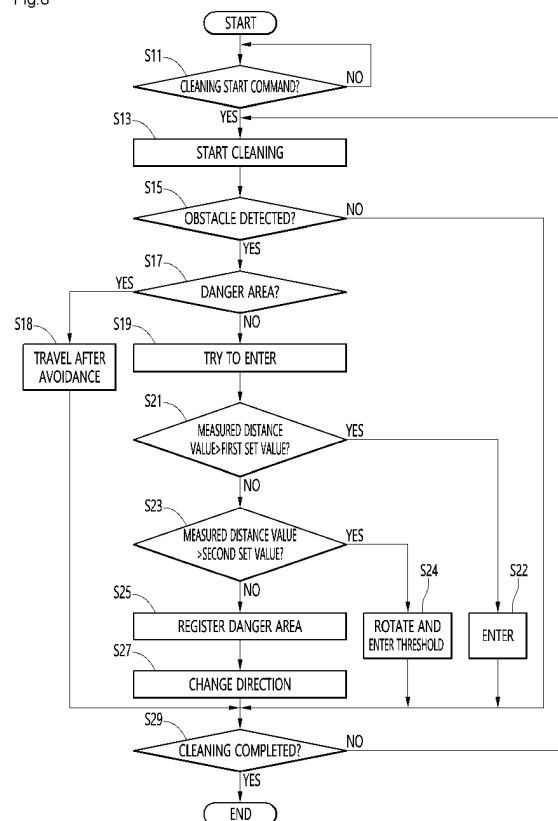 Fig.8
START
S11
CLEANING START COMMAND?
NO
YES
S13
START CLEANING
S15
OBSTACLE DETECTED?
NO
YES
S17
DANGER AREA?
YES
NO
S18
TRAVEL AFTER
AVOIDANCE
S19
TRY TO ENTER
S21
MEASURED DISTANCE
VALUE>FIRST SET VALUE?
YES
NO
S23
MEASURED DISTANCE VALUE
>SECOND SET VALUE?
YES
NO
S24
ROTATE AND
ENTER THRESHOLD
S22
ENTER
S25
REGISTER DANGER AREA
S27
CHANGE DIRECTION
S29
CLEANING COMPLETED?
NO
YES
END